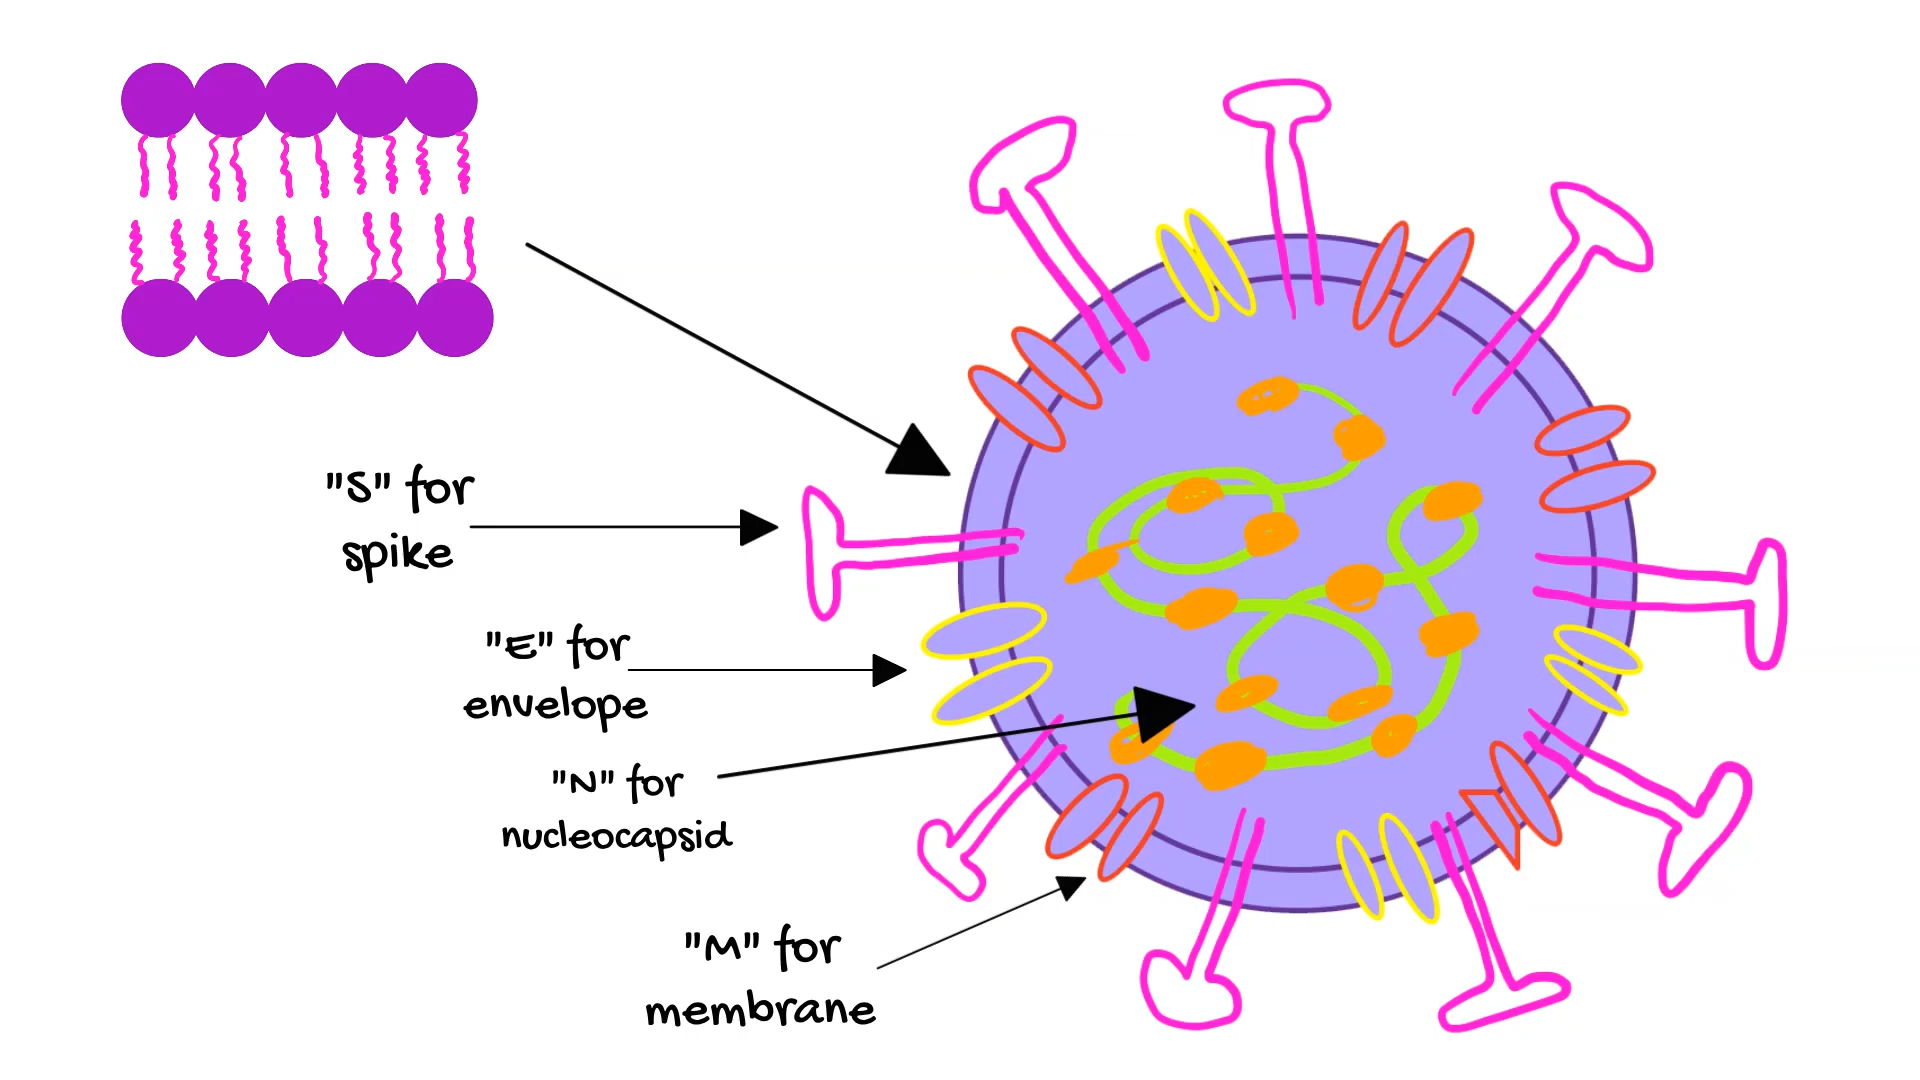 "S" for
spike
"E" for
envelope
"N" for
nucleocapsid
"M" for
membrane